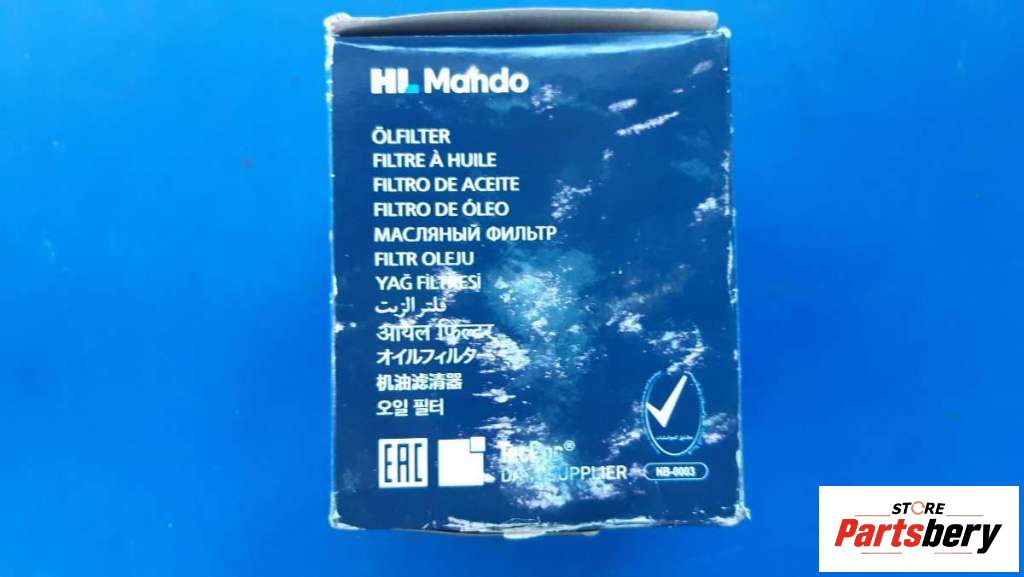 HL Mando
ÖLFILTER
FILTRE À HUILE
FILTRO DE ACEITE
FILTRO DE ÓLEO
МАСЛЯНЫЙ ФИЛЬТР
FILTR OLEJU
YAĞ FİLTRESİ
فلتر الزيت
आयल फिल्टर
オイルフィルタ
机油滤清器
오일 필터
EAC
SUPPLIER
NB-0003
STORE
Partsbery